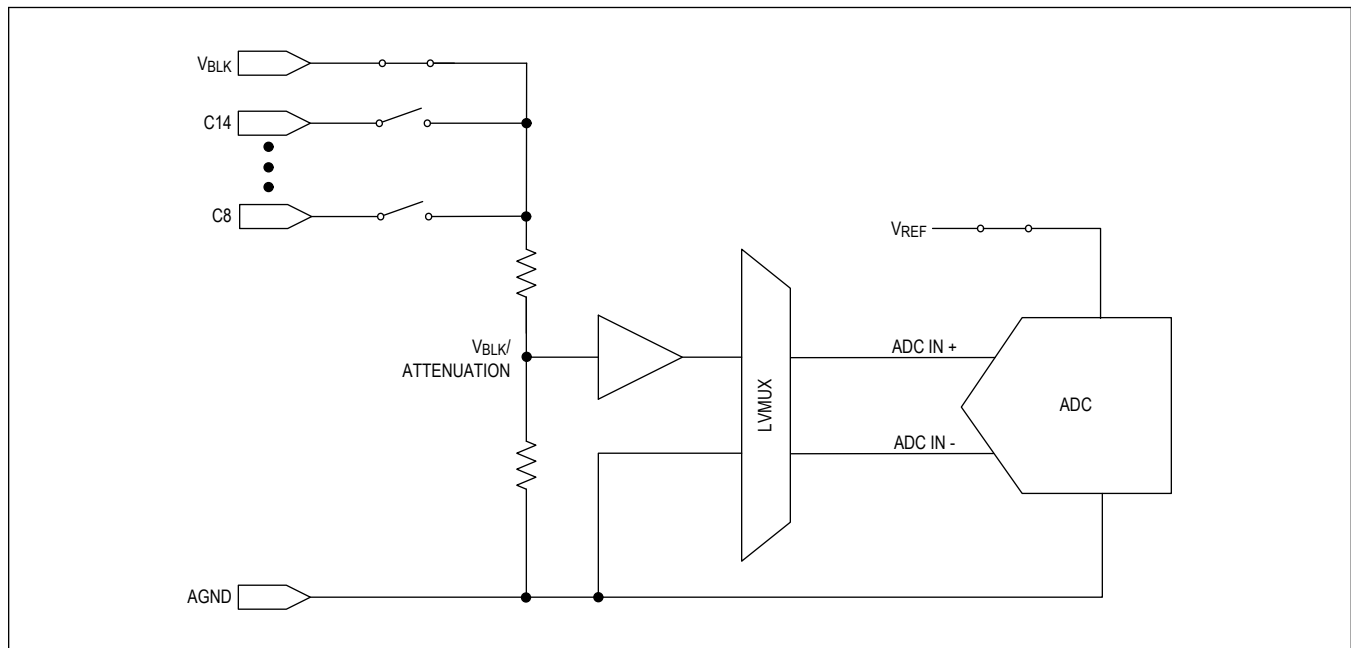 VBLK
C14
C8
VREF
VBLK/
ATTENUATION
LVMUX
ADC IN +
ADC
ADC IN -
AGND